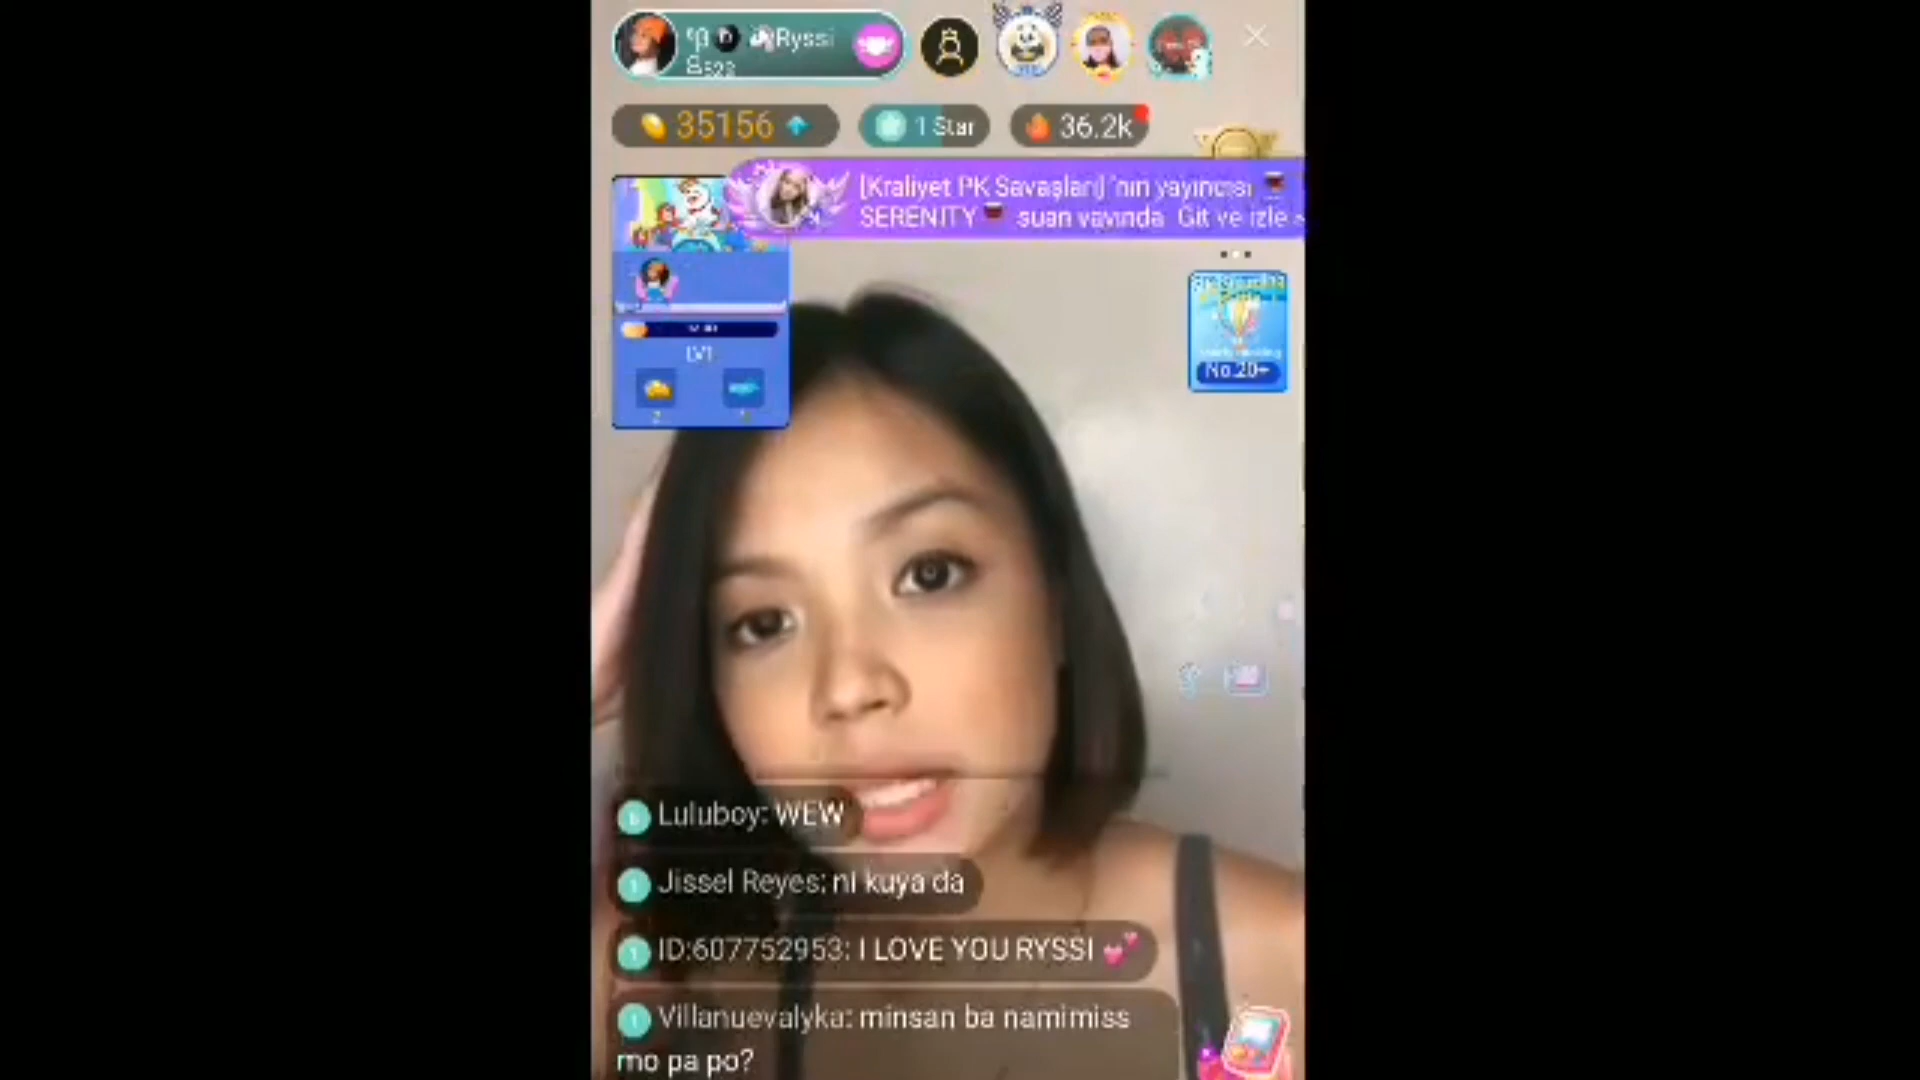 Ryssi
523
35156
1 Star
36.2k
[Kraliyet PK Savaşları] 'nın yayıncısı
SERENITY şuan yayında Git ve izle
LV1
No.20+
Luluboy: WEW
Jissel Reyes: ni kuya da
ID:607752953: I LOVE YOU RYSSI
Villanuevalyka: minsan ba namimiss
mo pa po?